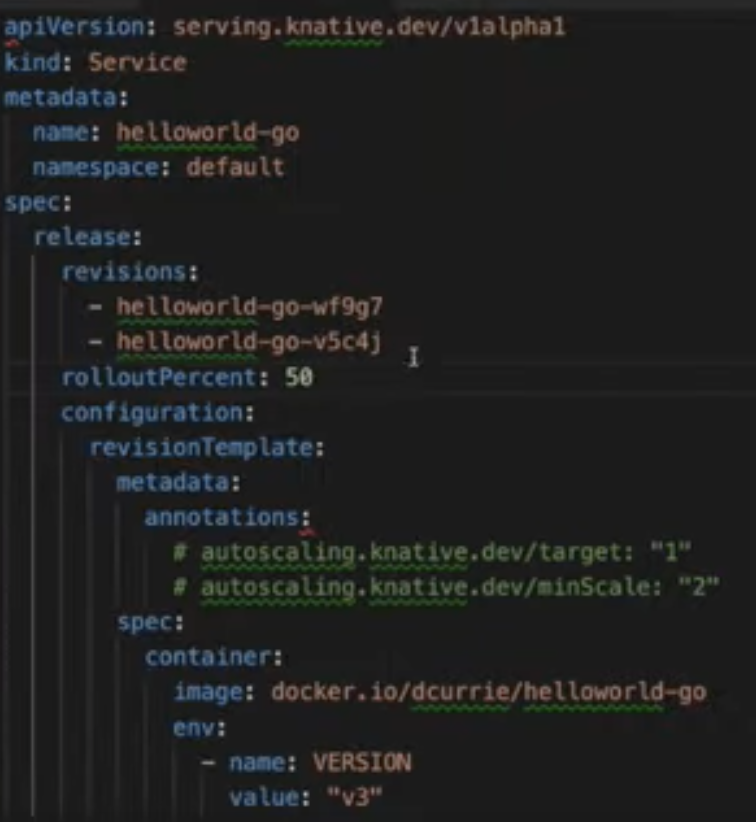 apiVersion: serving.knative.dev/v1alpha1
kind: Service
metadata:
  name: helloworld-go
  namespace: default
spec:
  release:
    revisions:
      - helloworld-go-wf9g7
      - helloworld-go-v5c4j
    rolloutPercent: 50
    configuration:
      revisionTemplate:
        metadata:
          annotations:
            # autoscaling.knative.dev/target: "1"
            # autoscaling.knative.dev/minScale: "2"
        spec:
          container:
            image: docker.io/dcurrie/helloworld-go
            env:
              - name: VERSION
                value: "v3"